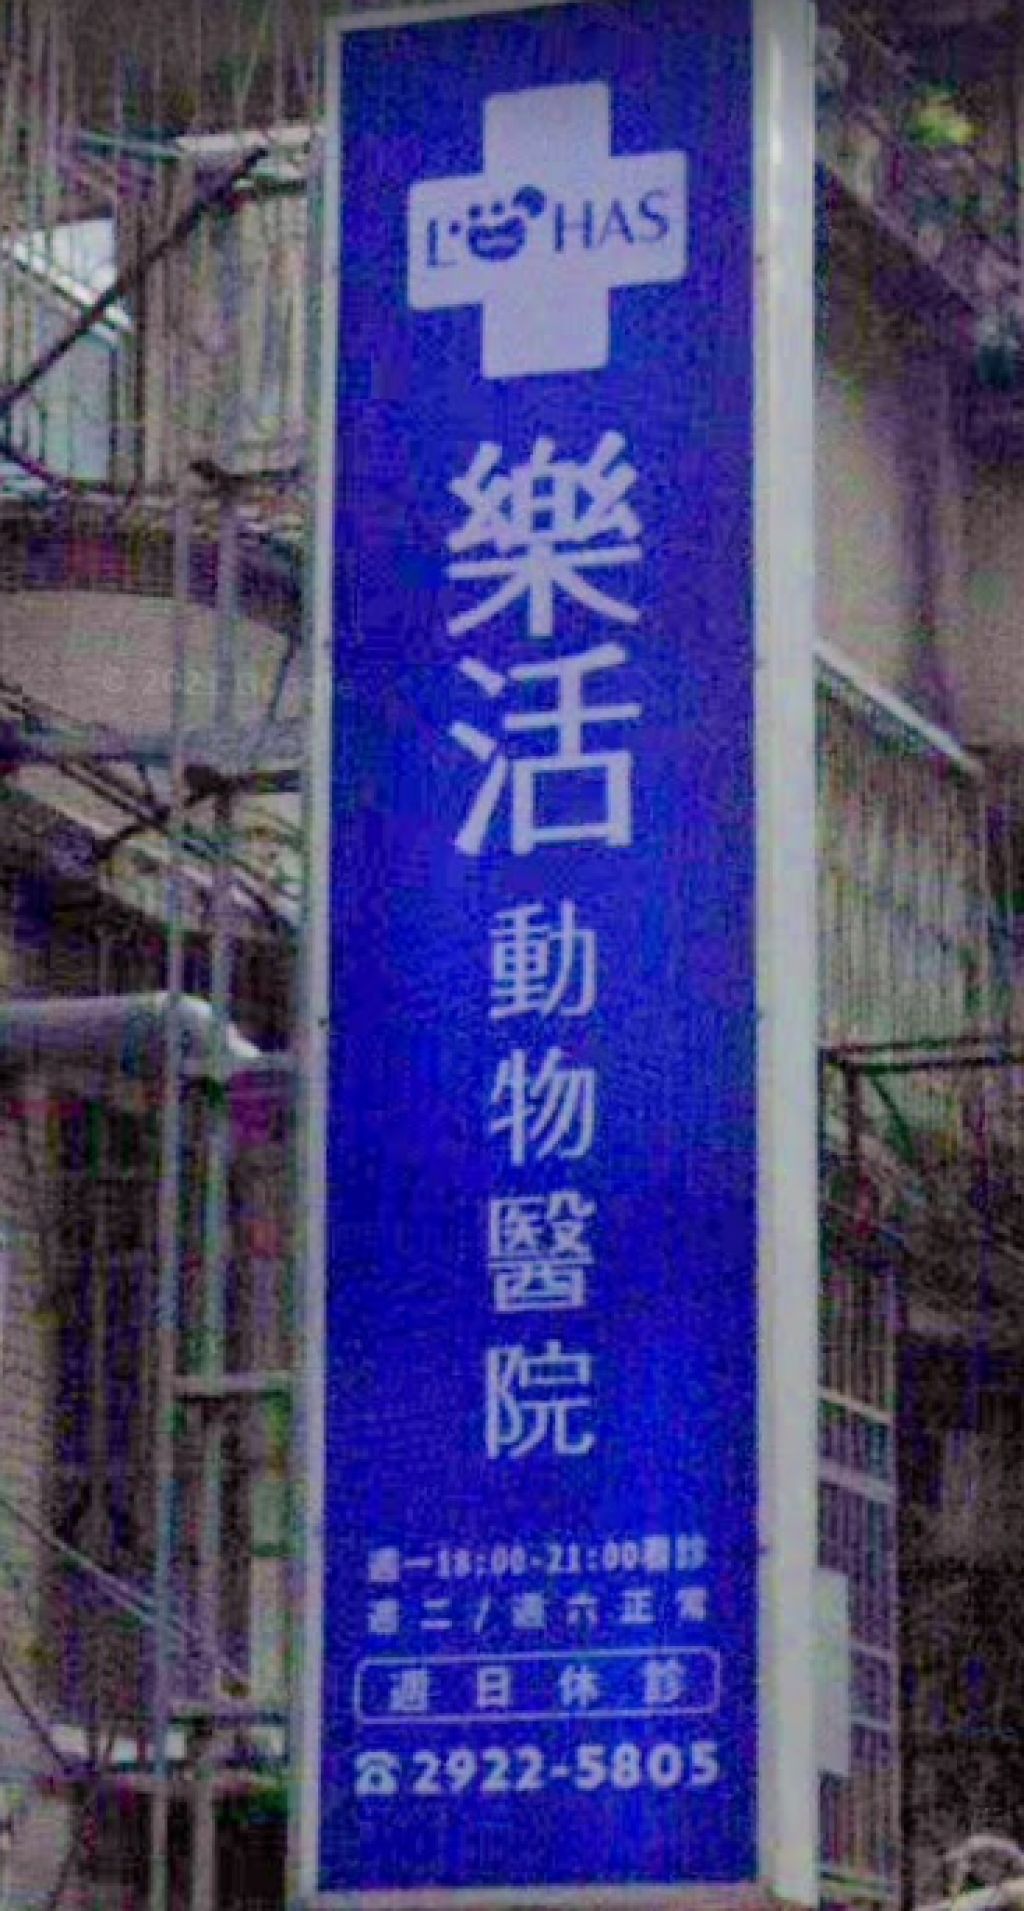 LOHAS
樂活
動物醫院
週一18:00-21:00看診
週二/週六正常
週日休診
☎2922-5805